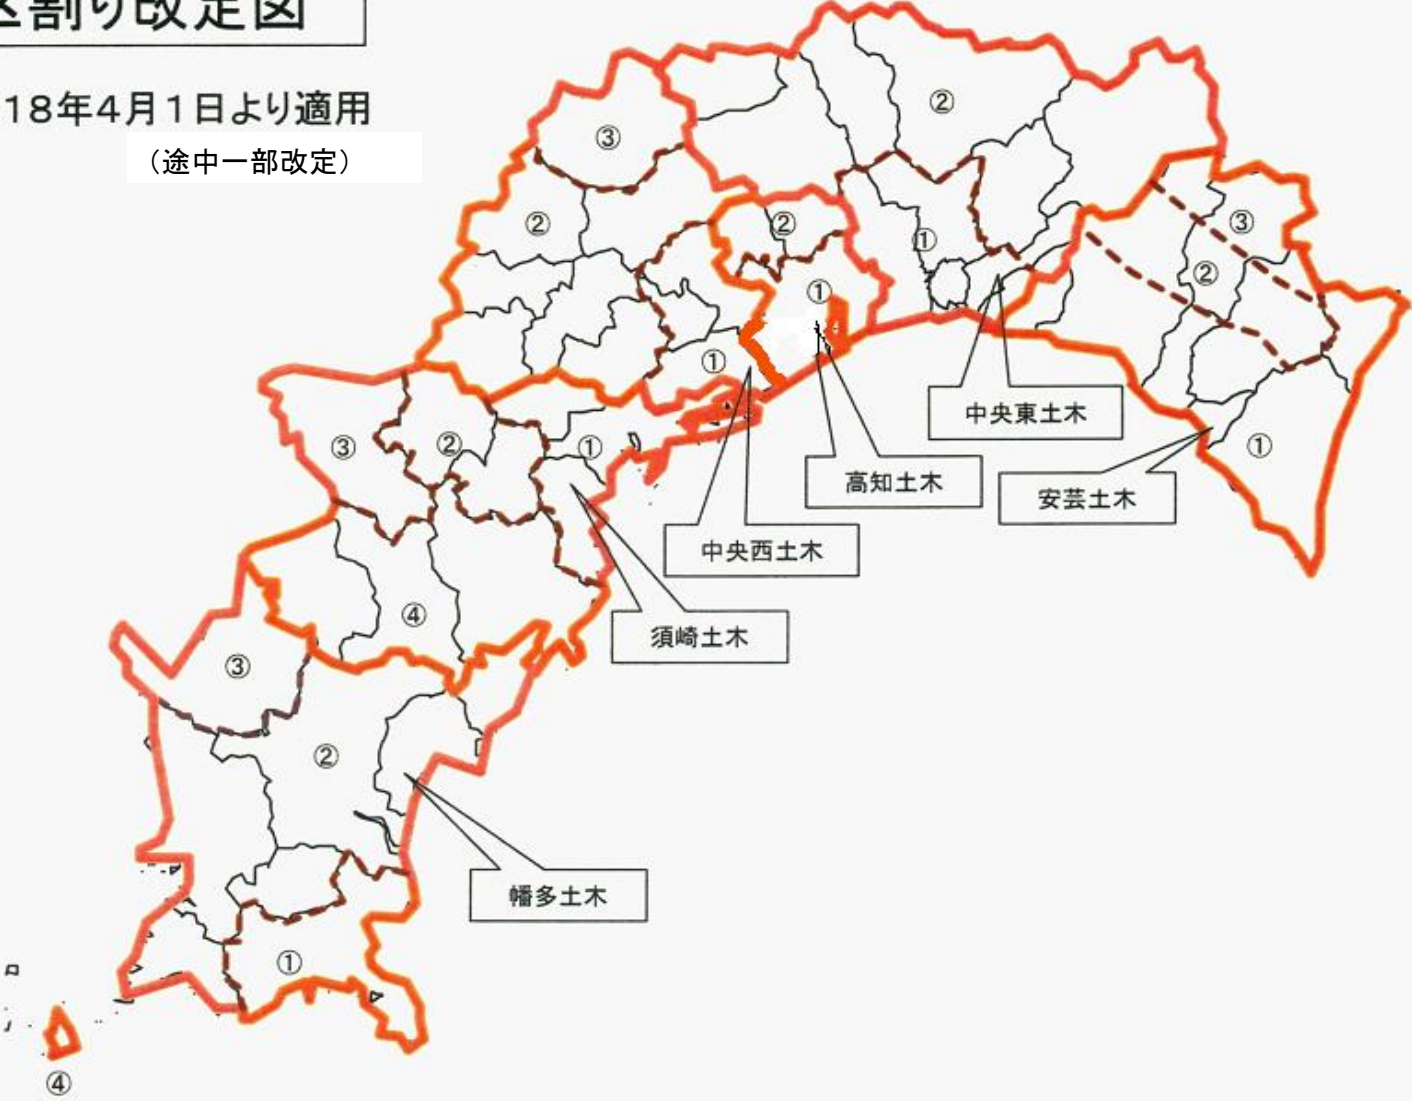 区割り改定図
18年4月1日より適用
（途中一部改定）
③
②
②
②
③
①
①
②
①
中央東土木
③
②
①
①
高知土木
安芸土木
中央西土木
④
須崎土木
③
②
幡多土木
①
④